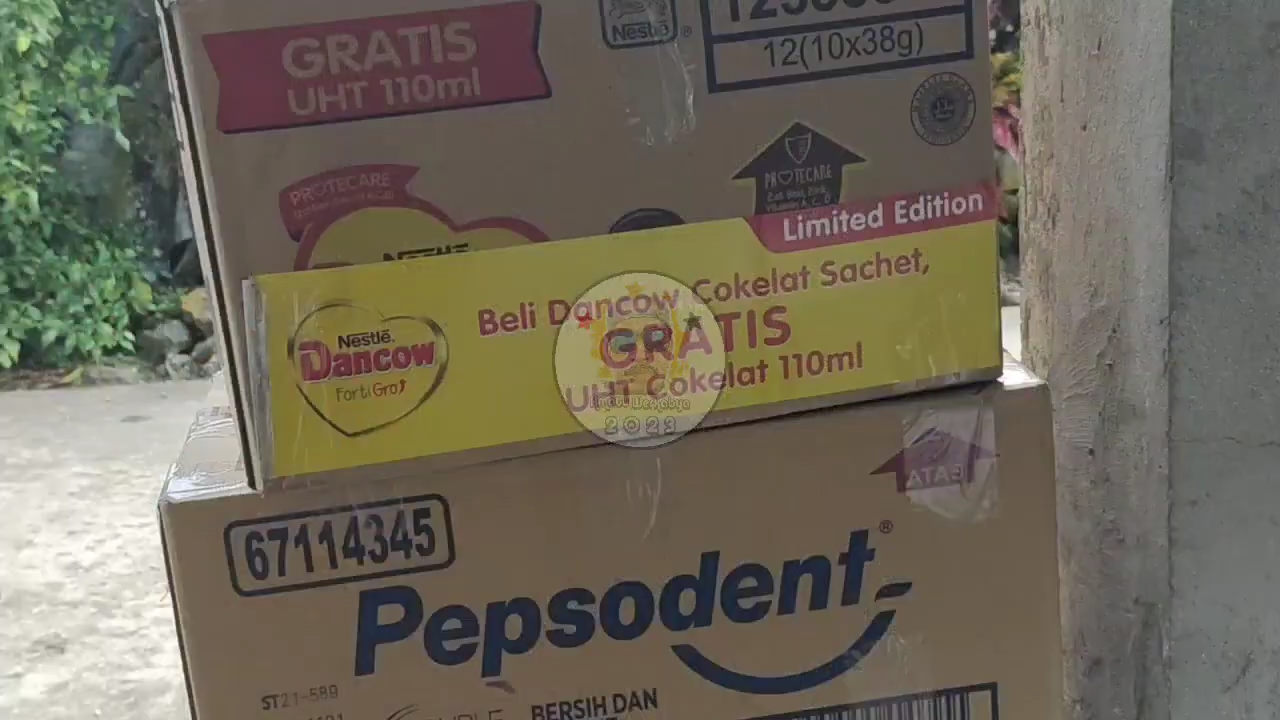 GRATIS
UHT 110ml
Nestlé
12(10x38g)
PROTECARE
PROTECARE
Limited Edition
Beli Dancow Cokelat Sachet,
GRATIS
UHT Cokelat 110ml
Nestlé
Dancow
FortiGro
2023
ATAS
67114345
Pepsodent
ST21-589
BERSIH DAN